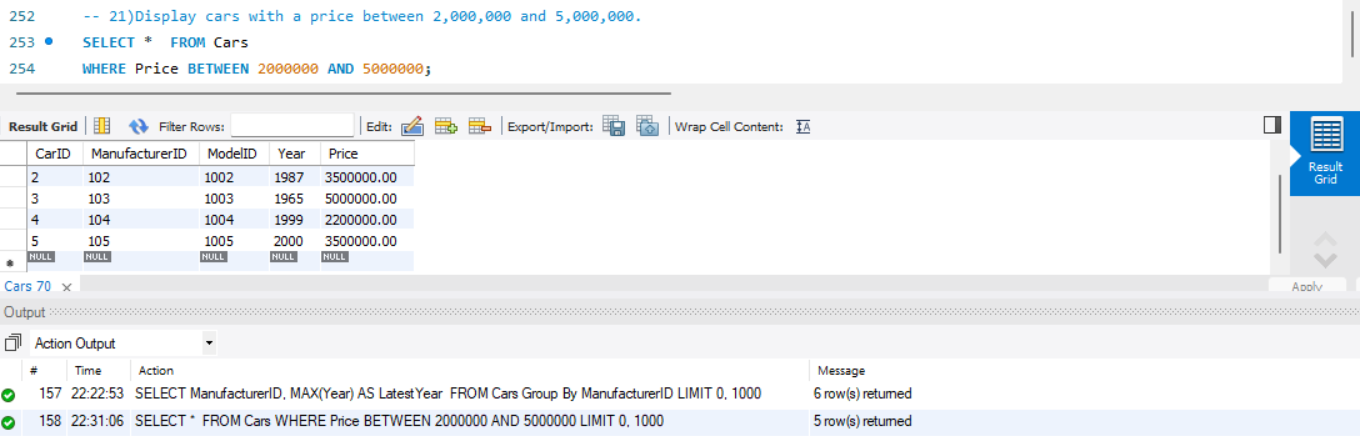 252 -- 21)Display cars with a price between 2,000,000 and 5,000,000.
253 SELECT * FROM Cars
254 WHERE Price BETWEEN 2000000 AND 5000000;
Result Grid Filter Rows: Edit: Export/Import: Wrap Cell Content:
CarID ManufacturerID ModelID Year Price
2 102 1002 1987 3500000.00
3 103 1003 1965 5000000.00
4 104 1004 1999 2200000.00
5 105 1005 2000 3500000.00
NULL NULL NULL NULL NULL
Result
Grid
Cars 70 Apply
Output
Action Output
# Time Action Message
157 22:22:53 SELECT ManufacturerID, MAX(Year) AS LatestYear FROM Cars Group By ManufacturerID LIMIT 0, 1000 6 row(s) returned
158 22:31:06 SELECT * FROM Cars WHERE Price BETWEEN 2000000 AND 5000000 LIMIT 0, 1000 5 row(s) returned